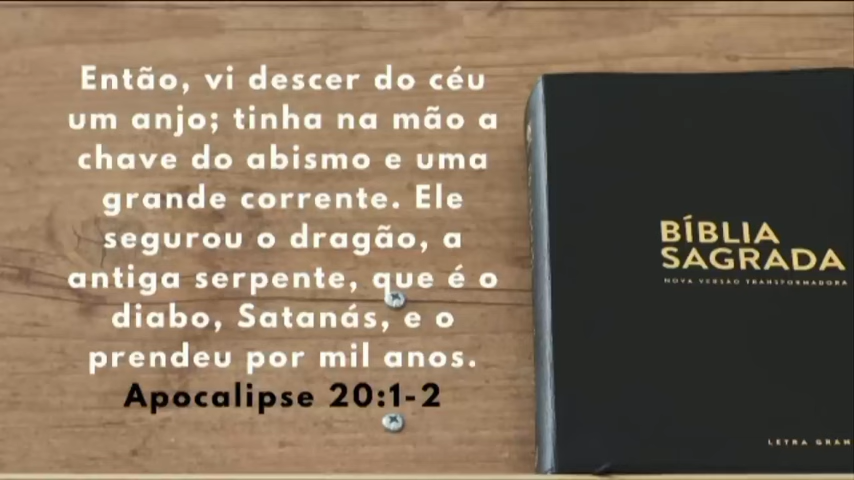 Então, vi descer do céu
um anjo; tinha na mão a
chave do abismo e uma
grande corrente. Ele
segurou o dragão, a
antiga serpente, que é o
diabo, Satanás, e o
prendeu por mil anos.
Apocalipse 20:1-2
BÍBLIA
SAGRADA
NOVA VERSÃO TRANSFORMADORA
LETRA GRAN